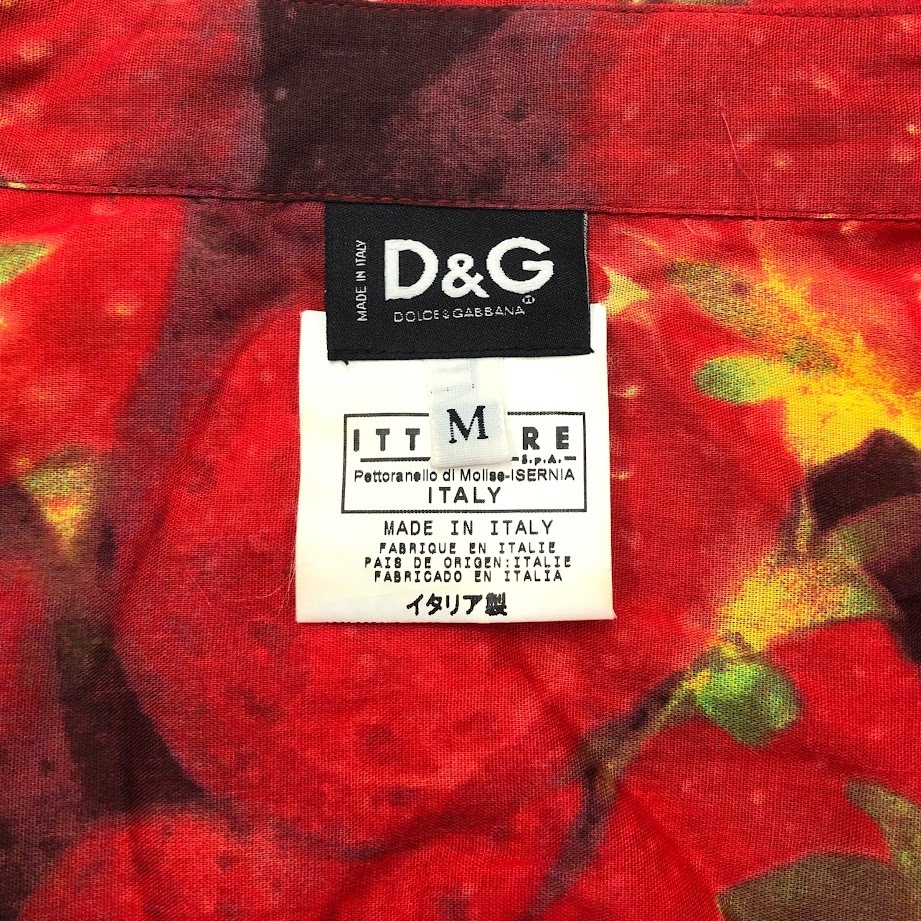 MADE IN ITALY
D&G
DOLCE & GABBANA
M
ITT RE
S.p.A.
Pettoranello di Molise-ISERNIA
ITALY
MADE IN ITALY
FABRIQUE EN ITALIE
PAIS DE ORIGEN:ITALIE
FABRICADO EN ITALIA
イタリア製